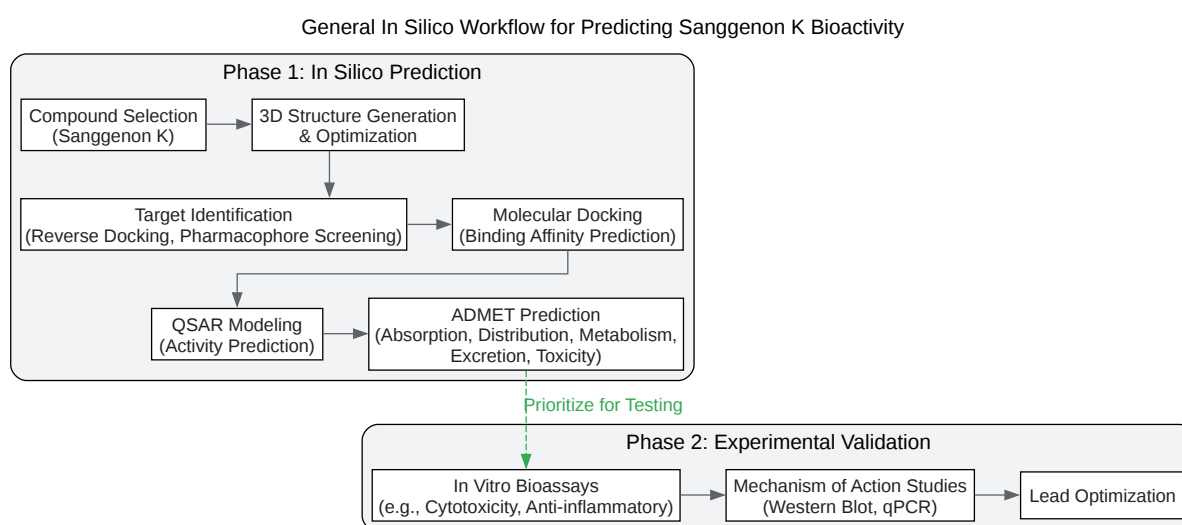 General In Silico Workflow for Predicting Sanggenon K Bioactivity
Phase 1: In Silico Prediction
Compound Selection
(Sanggenon K)
3D Structure Generation
& Optimization
Target Identification
(Reverse Docking, Pharmacophore Screening)
Molecular Docking
(Binding Affinity Prediction)
QSAR Modeling
(Activity Prediction)
ADMET Prediction
(Absorption, Distribution, Metabolism,
Excretion, Toxicity)
Prioritize for Testing
Phase 2: Experimental Validation
In Vitro Bioassays
(e.g., Cytotoxicity, Anti-inflammatory)
Mechanism of Action Studies
(Western Blot, qPCR)
Lead Optimization